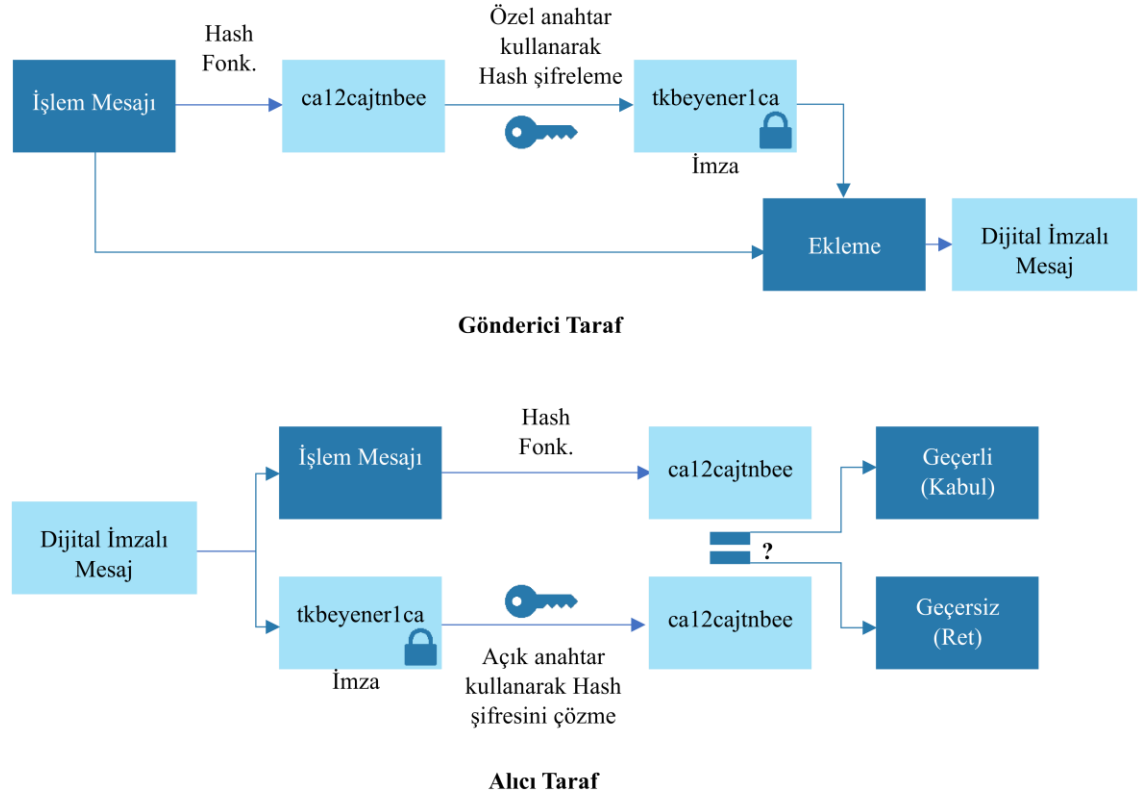 Hash
Fonk.
Özel anahtar
kullanarak
Hash şifreleme
İşlem Mesajı
ca12cajtnbee
tkbeyener1ca
İmza
Ekleme
Dijital İmzalı
Mesaj
Gönderici Taraf
Hash
Fonk.
İşlem Mesajı
ca12cajtnbee
Geçerli
(Kabul)
Dijital İmzalı
Mesaj
?
tkbeyener1ca
İmza
Açık anahtar
kullanarak Hash
şifresini çözme
ca12cajtnbee
Geçersiz
(Ret)
Alıcı Taraf